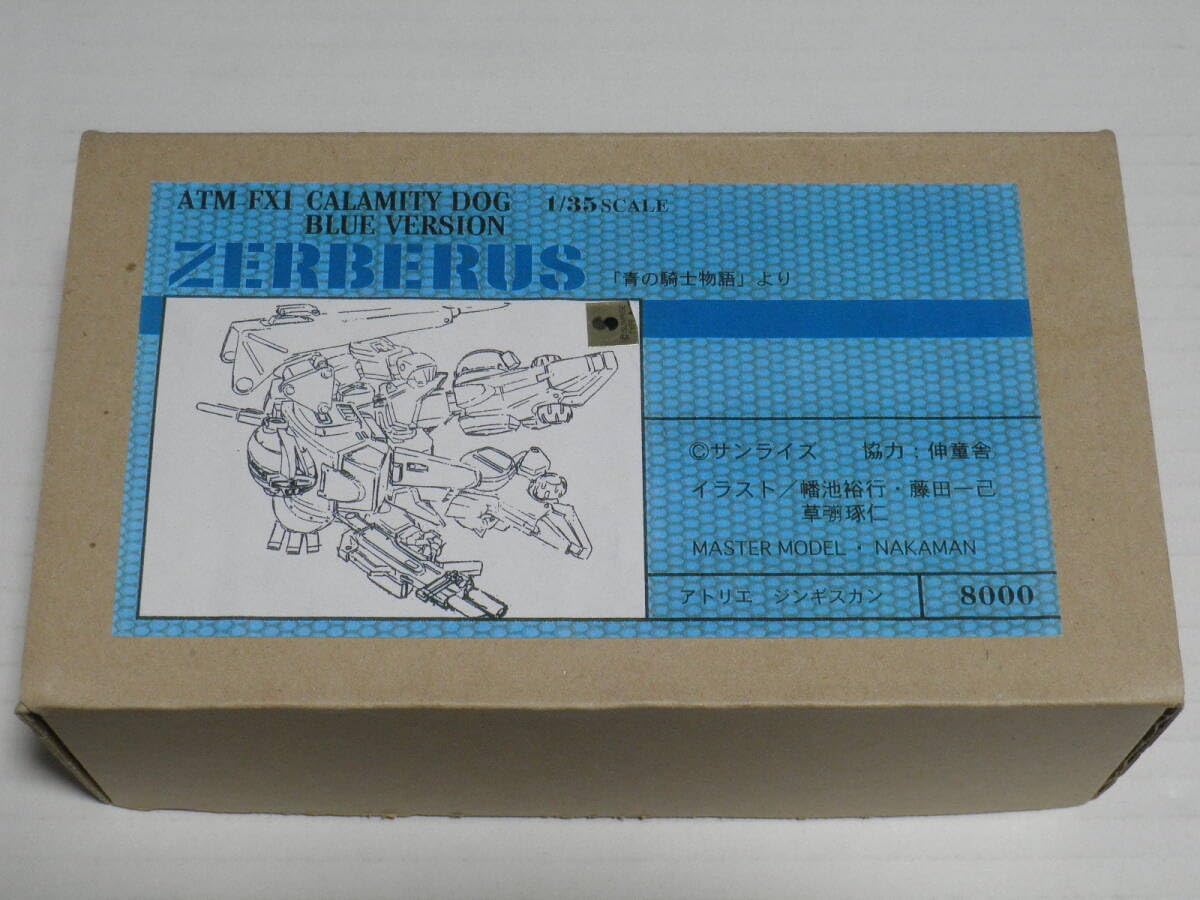 ATM-FX1 CALAMITY DOG 1/35 SCALE
BLUE VERSION
ZERBERUS 「青の騎士物語」より
©サンライズ 協力：伸童舎
イラスト／幡池裕行・藤田一己
草彅琢仁
MASTER MODEL・NAKAMAN
アトリエ ジンギスカン 8000